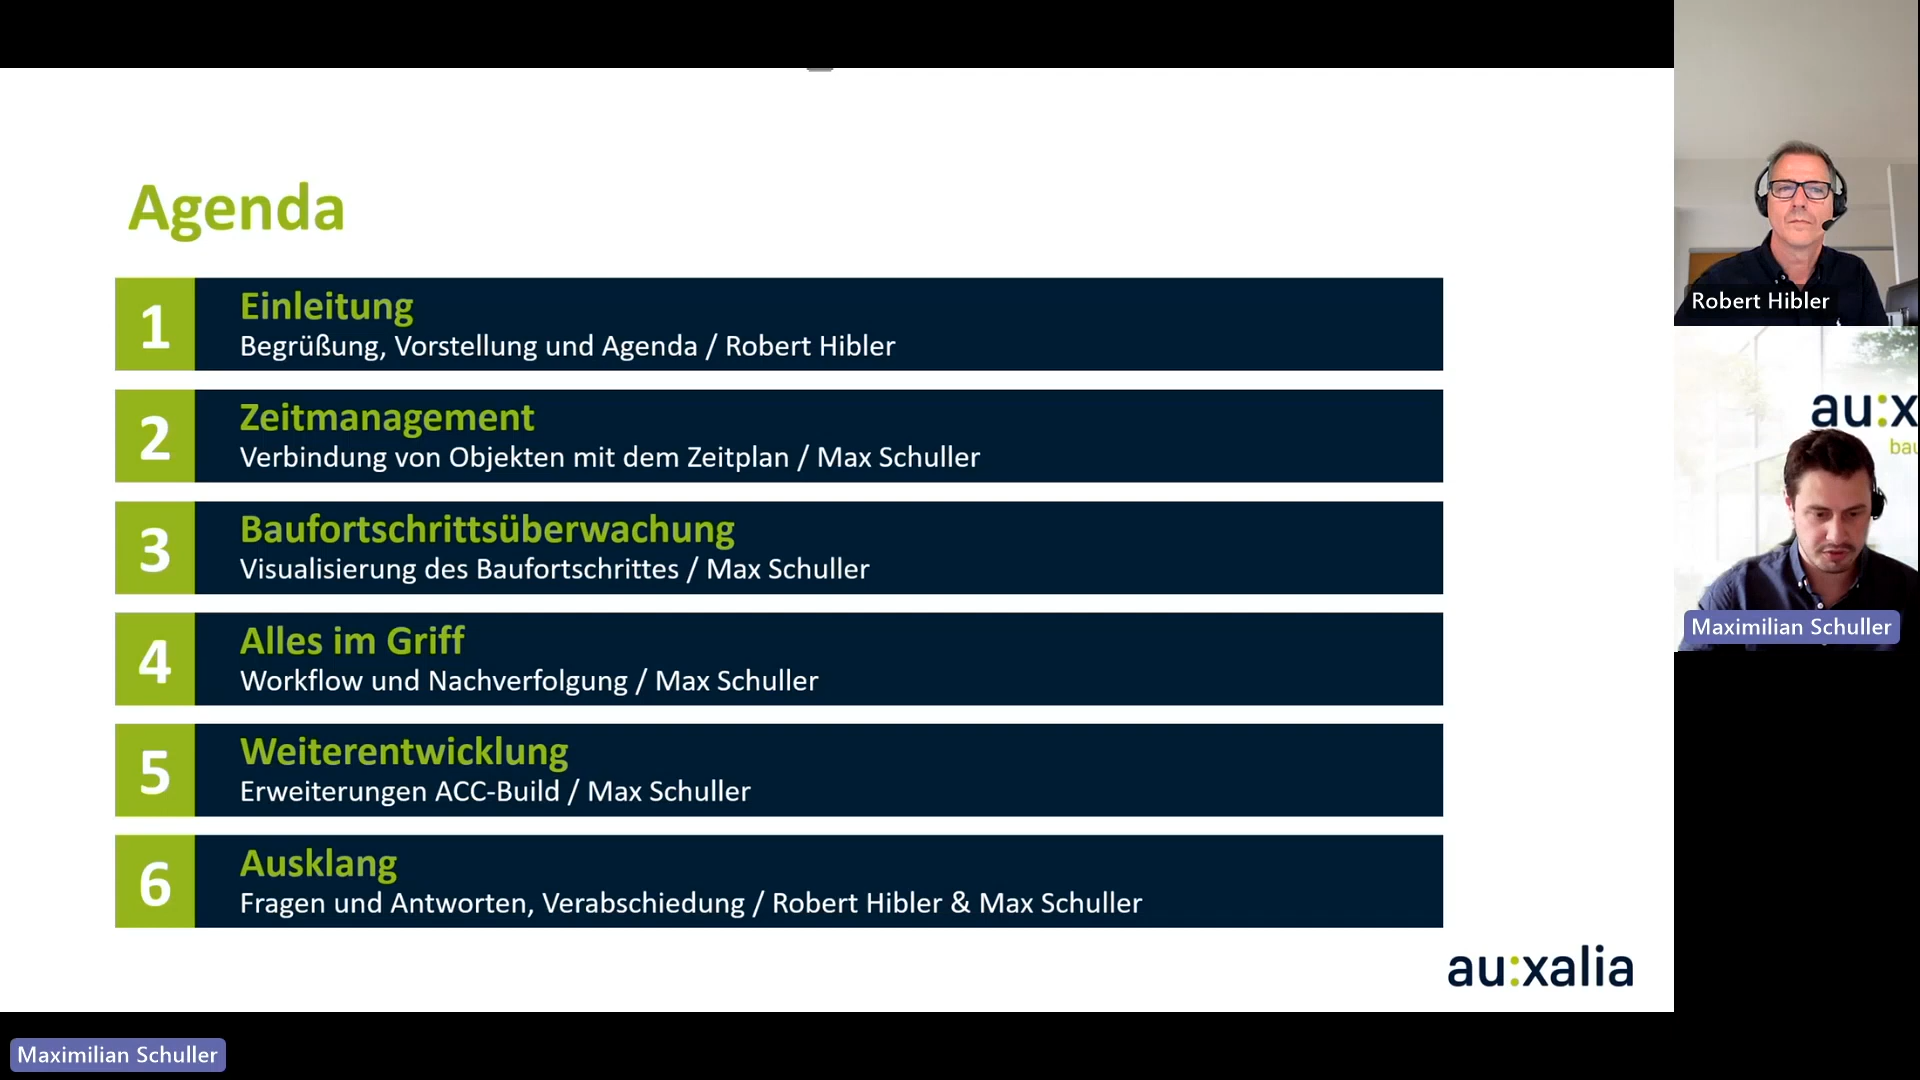 Agenda
1
Einleitung
Begrüßung, Vorstellung und Agenda / Robert Hibler
2
Zeitmanagement
Verbindung von Objekten mit dem Zeitplan / Max Schuller
3
Baufortschrittsüberwachung
Visualisierung des Baufortschrittes / Max Schuller
4
Alles im Griff
Workflow und Nachverfolgung / Max Schuller
5
Weiterentwicklung
Erweiterungen ACC-Build / Max Schuller
6
Ausklang
Fragen und Antworten, Verabschiedung / Robert Hibler & Max Schuller
au:xalia
Robert Hibler
au:x
bau
Maximilian Schuller
Maximilian Schuller